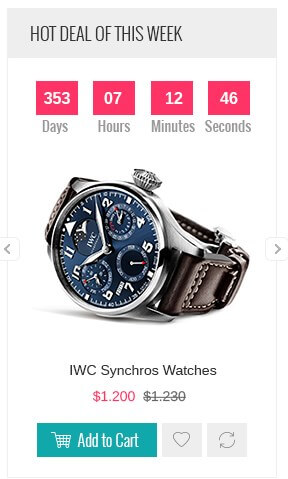 HOT DEAL OF THIS WEEK
353 07 12 46
Days Hours Minutes Seconds
IWC
IWC Synchros Watches
$1.200 $1.230
Add to Cart